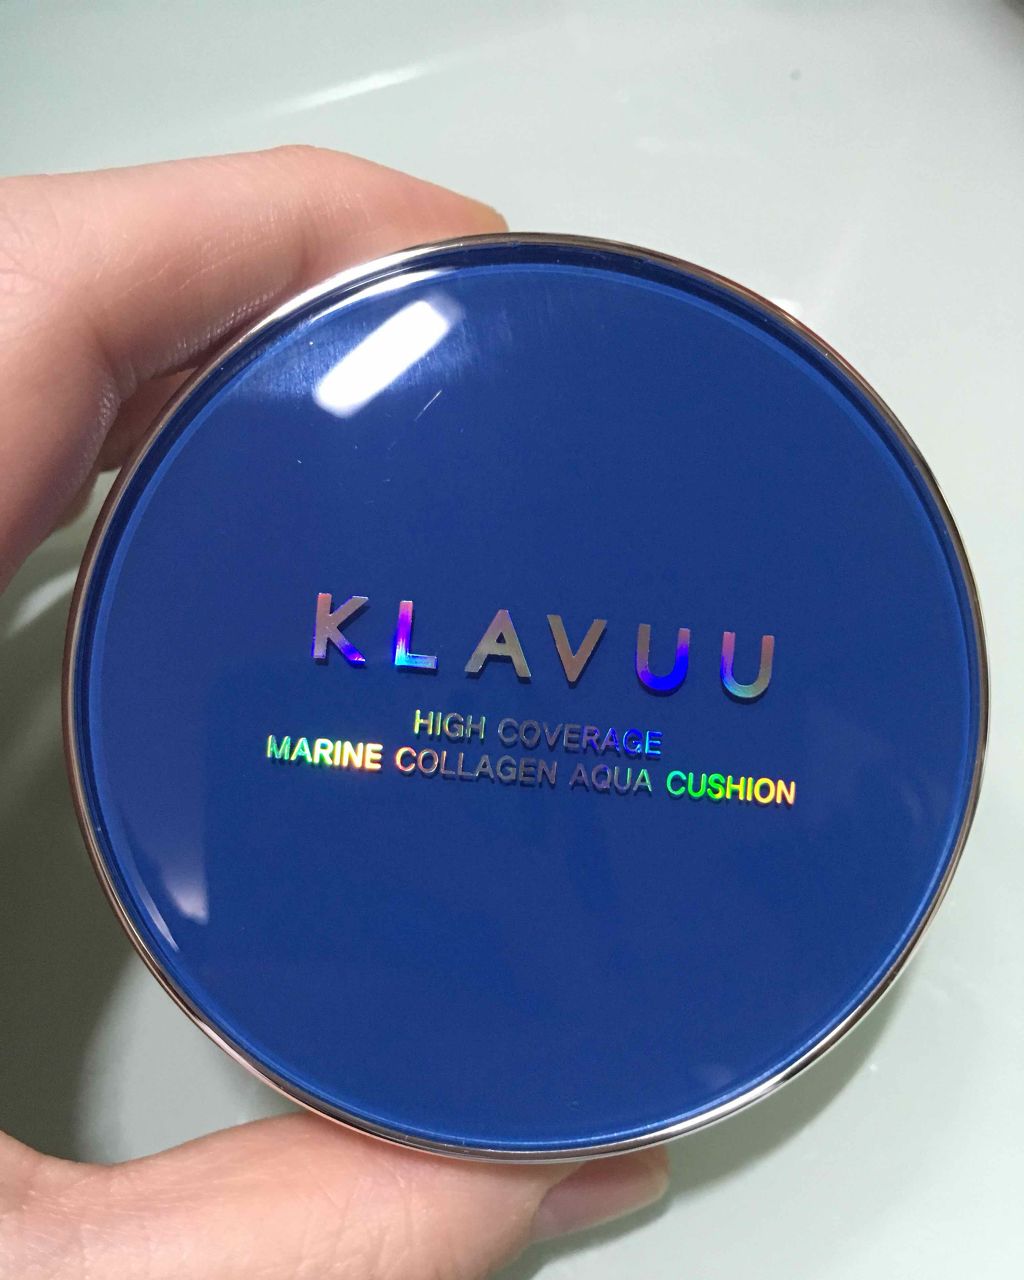 KLAVUU
HIGH COVERAGE
MARINE COLLAGEN AQUA CUSHION